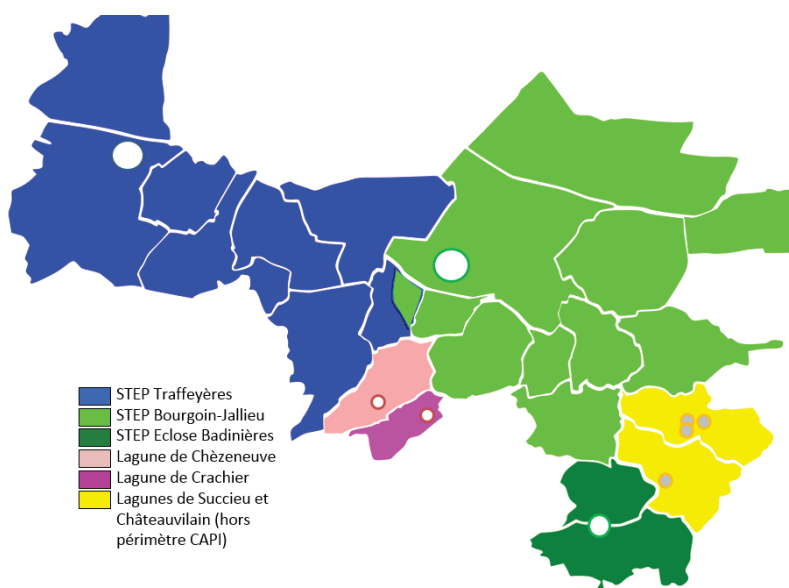 STEP Traffeyères
STEP Bourgoin-Jallieu
STEP Eclose Badinières
Lagune de Chèzeneuve
Lagune de Crachier
Lagunes de Succieu et
Châteauvilain (hors
périmètre CAPI)